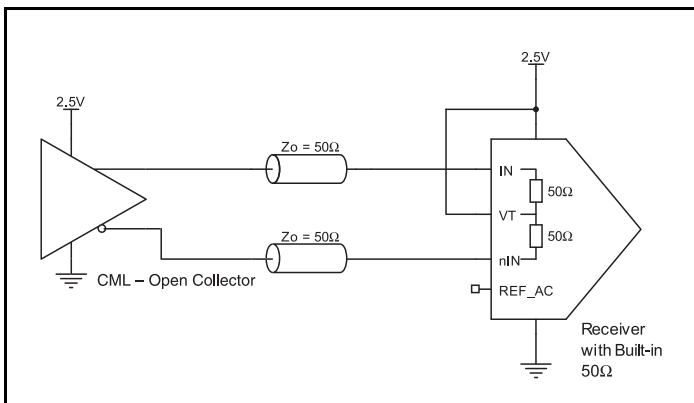 2.5V
2.5V
Zo = 50Ω
IN
50Ω
VT
50Ω
Zo = 50Ω
nIN
CML – Open Collector
REF_AC
Receiver
with Built-in
50Ω